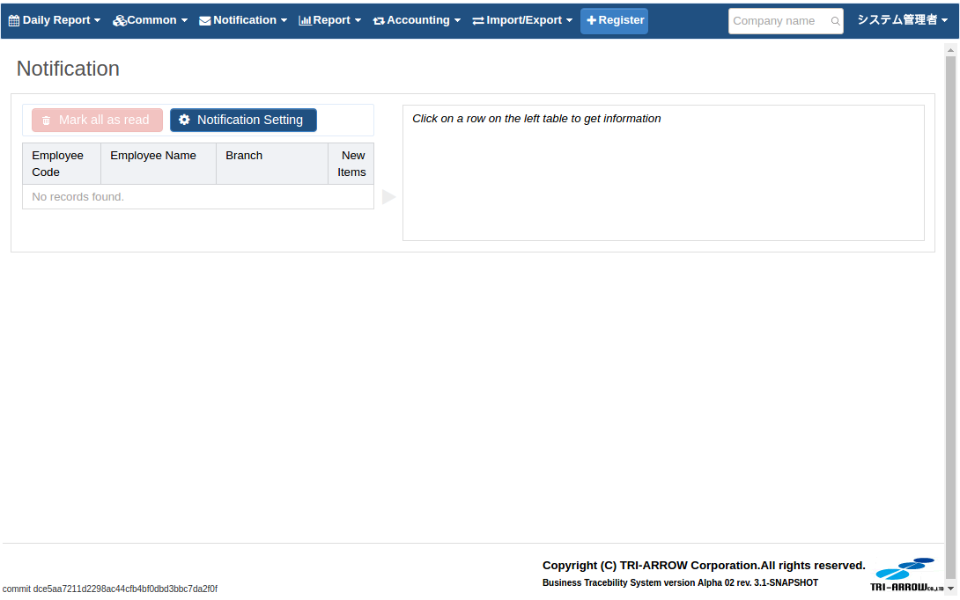 Daily Report Common Notification Report Accounting Import/Export Register Company name システム管理者
Notification
Mark all as read Notification Setting
Click on a row on the left table to get information
Employee Code Employee Name Branch New Items
No records found.
Copyright (C) TRI-ARROW Corporation.All rights reserved.
Business Tracebility System version Alpha 02 rev. 3.1-SNAPSHOT
TRI-ARROW CO.,LTD
commit dce5aa7211d2298ac44cfb4bf0dbd3bbc7da2f0f